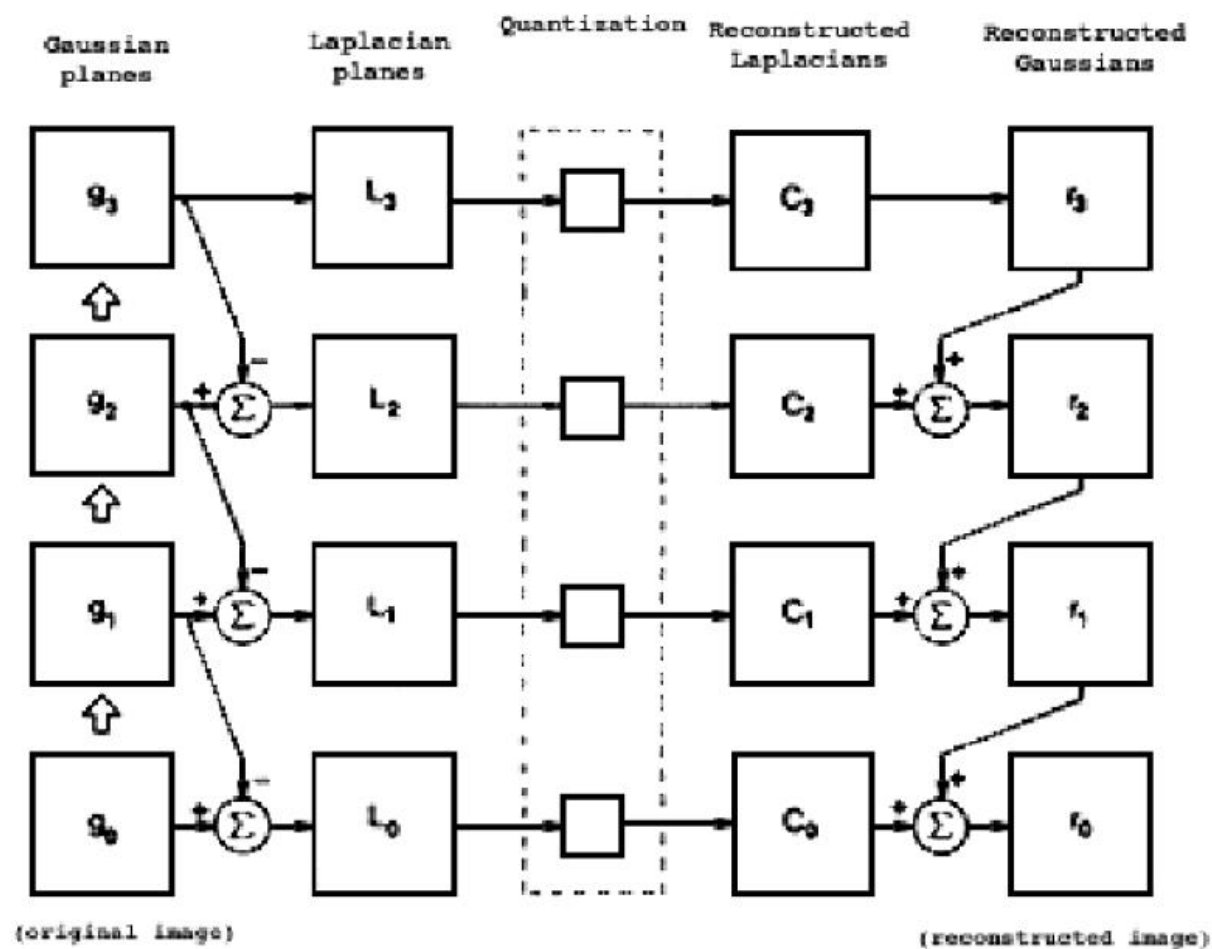 Gaussian planes
Laplacian planes
Quantization
Reconstructed Laplacians
Reconstructed Gaussians
g3 L3 C3 r3
−
+
g2 + Σ L2 C2 + Σ r2
−
+
g1 + Σ L1 C1 + Σ r1
−
+
g0 + Σ L0 C0 + Σ r0
(original image)
(reconstructed image)